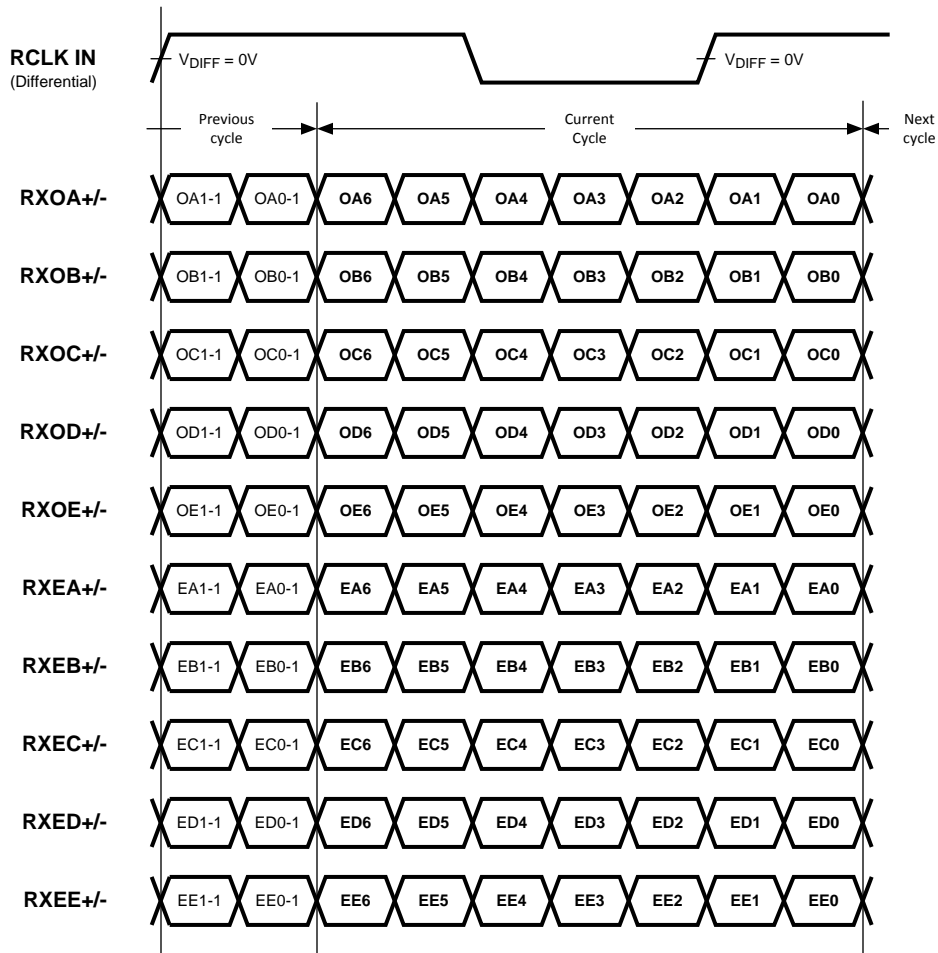 RCLK IN
(Differential)
VDIFF = 0V
VDIFF = 0V
Previous
cycle
Current
Cycle
Next
cycle
RXOA+/- OA1-1 OA0-1 OA6 OA5 OA4 OA3 OA2 OA1 OA0
RXOB+/- OB1-1 OB0-1 OB6 OB5 OB4 OB3 OB2 OB1 OB0
RXOC+/- OC1-1 OC0-1 OC6 OC5 OC4 OC3 OC2 OC1 OC0
RXOD+/- OD1-1 OD0-1 OD6 OD5 OD4 OD3 OD2 OD1 OD0
RXOE+/- OE1-1 OE0-1 OE6 OE5 OE4 OE3 OE2 OE1 OE0
RXEA+/- EA1-1 EA0-1 EA6 EA5 EA4 EA3 EA2 EA1 EA0
RXEB+/- EB1-1 EB0-1 EB6 EB5 EB4 EB3 EB2 EB1 EB0
RXEC+/- EC1-1 EC0-1 EC6 EC5 EC4 EC3 EC2 EC1 EC0
RXED+/- ED1-1 ED0-1 ED6 ED5 ED4 ED3 ED2 ED1 ED0
RXEE+/- EE1-1 EE0-1 EE6 EE5 EE4 EE3 EE2 EE1 EE0